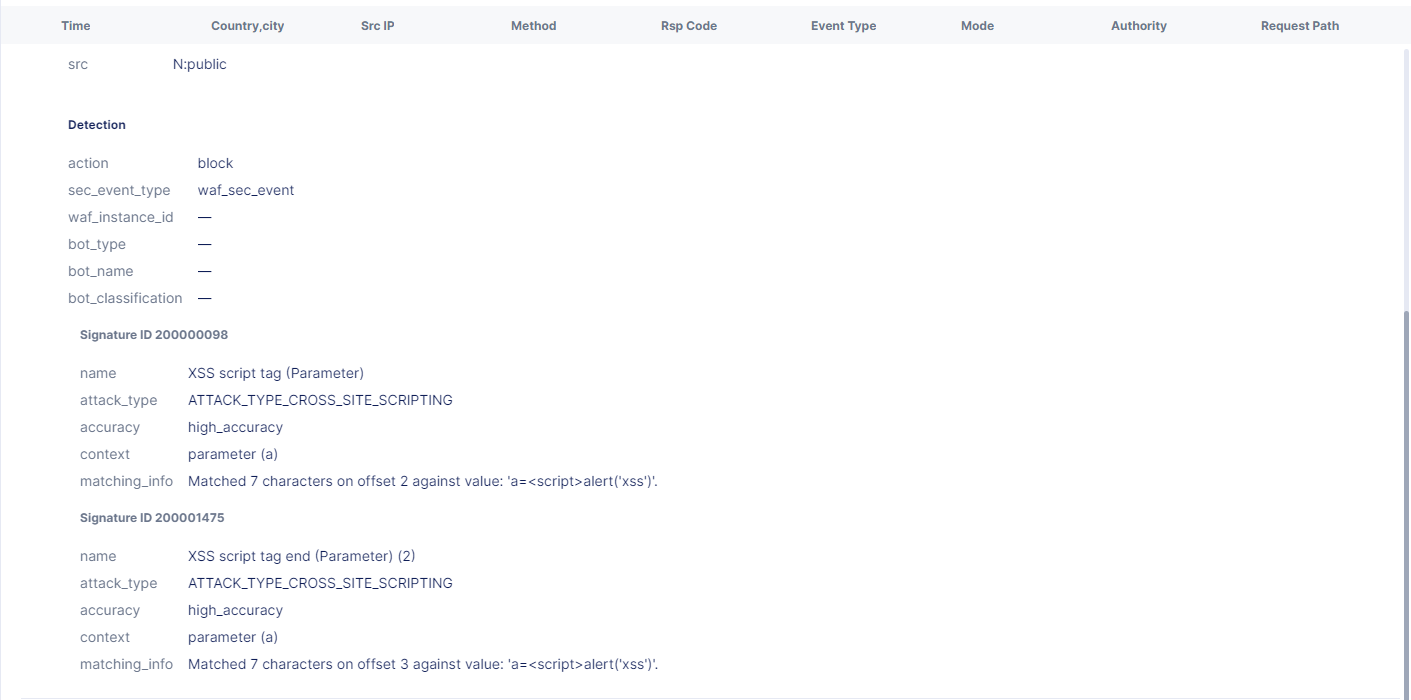 Time Country,city Src IP Method Rsp Code Event Type Mode Authority Request Path
src N:public
Detection
action block
sec_event_type waf_sec_event
waf_instance_id —
bot_type —
bot_name —
bot_classification —
Signature ID 200000098
name XSS script tag (Parameter)
attack_type ATTACK_TYPE_CROSS_SITE_SCRIPTING
accuracy high_accuracy
context parameter (a)
matching_info Matched 7 characters on offset 2 against value: 'a=<script>alert('xss')'.
Signature ID 200001475
name XSS script tag end (Parameter) (2)
attack_type ATTACK_TYPE_CROSS_SITE_SCRIPTING
accuracy high_accuracy
context parameter (a)
matching_info Matched 7 characters on offset 3 against value: 'a=<script>alert('xss')'.